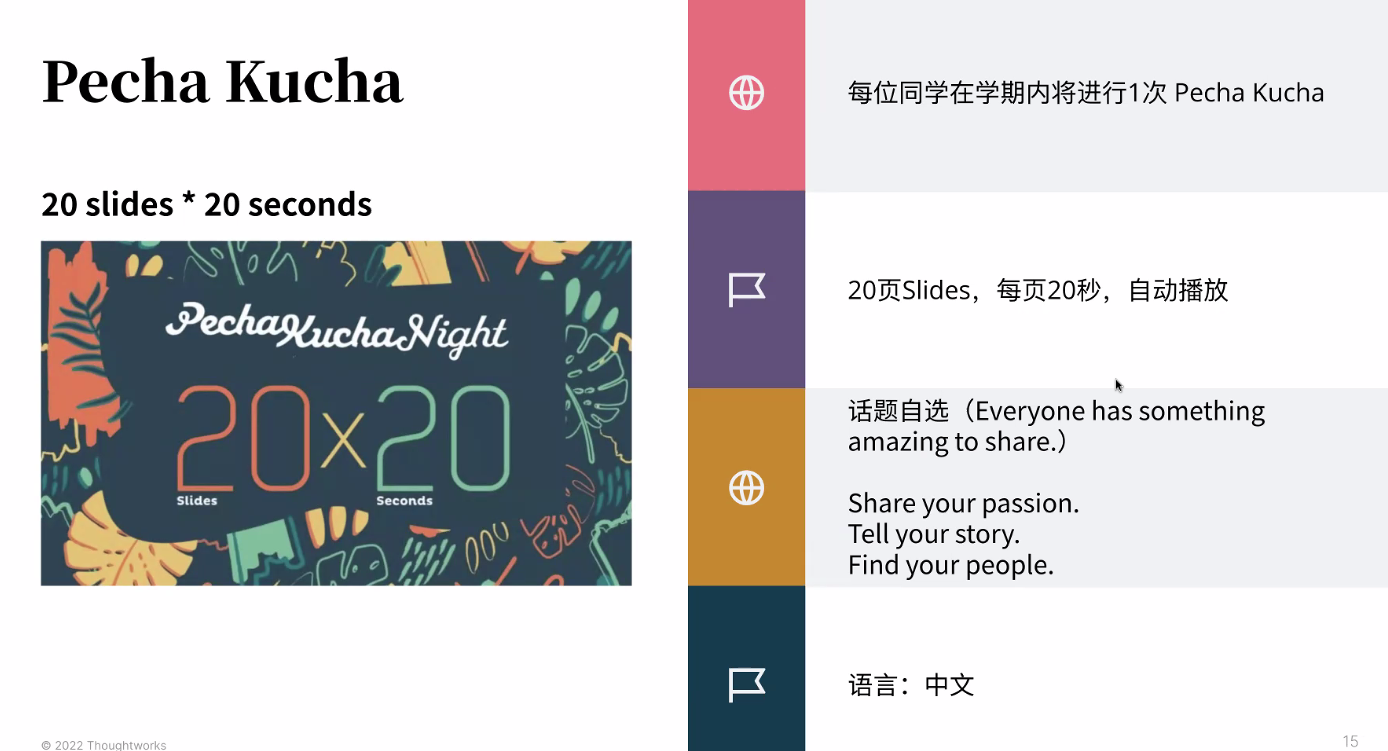 Pecha Kucha
20 slides * 20 seconds
PechaKucha Night
20x20
Slides Seconds
每位同学在学期内将进行1次 Pecha Kucha
20页Slides，每页20秒，自动播放
话题自选（Everyone has something
amazing to share.）
Share your passion.
Tell your story.
Find your people.
语言：中文
© 2022 Thoughtworks
15